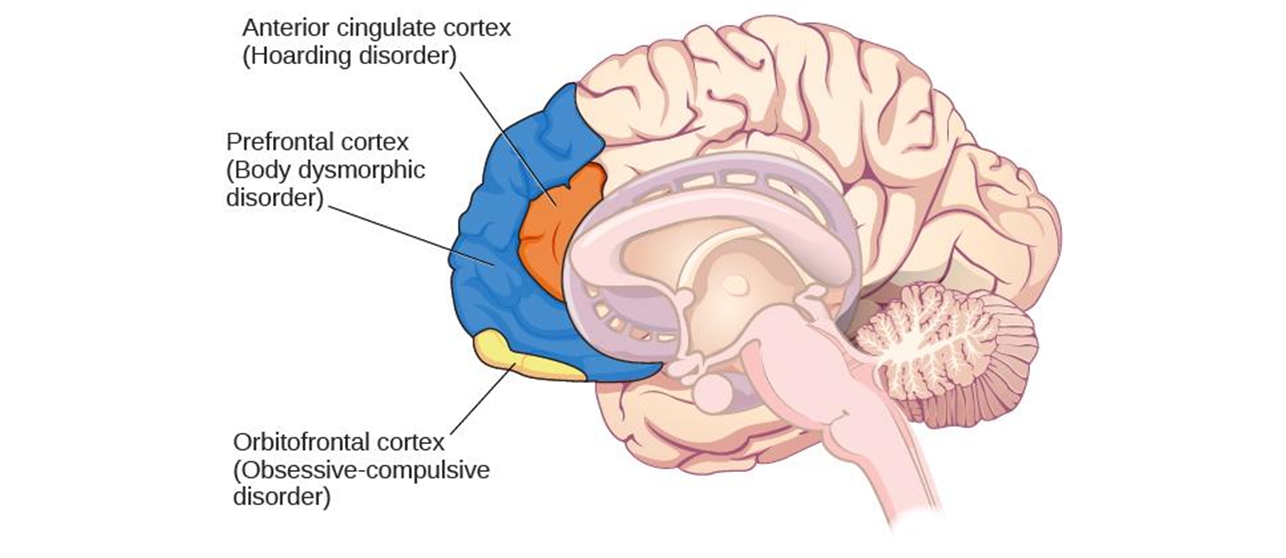 Anterior cingulate cortex
(Hoarding disorder)
Prefrontal cortex
(Body dysmorphic
disorder)
Orbitofrontal cortex
(Obsessive-compulsive
disorder)